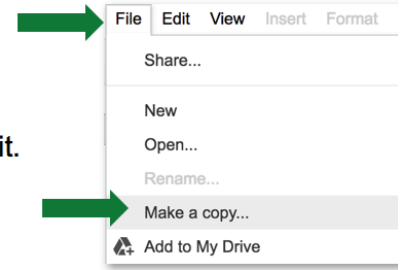 File Edit View Insert Format
Share...
New
Open...
it.
Rename...
Make a copy...
Add to My Drive